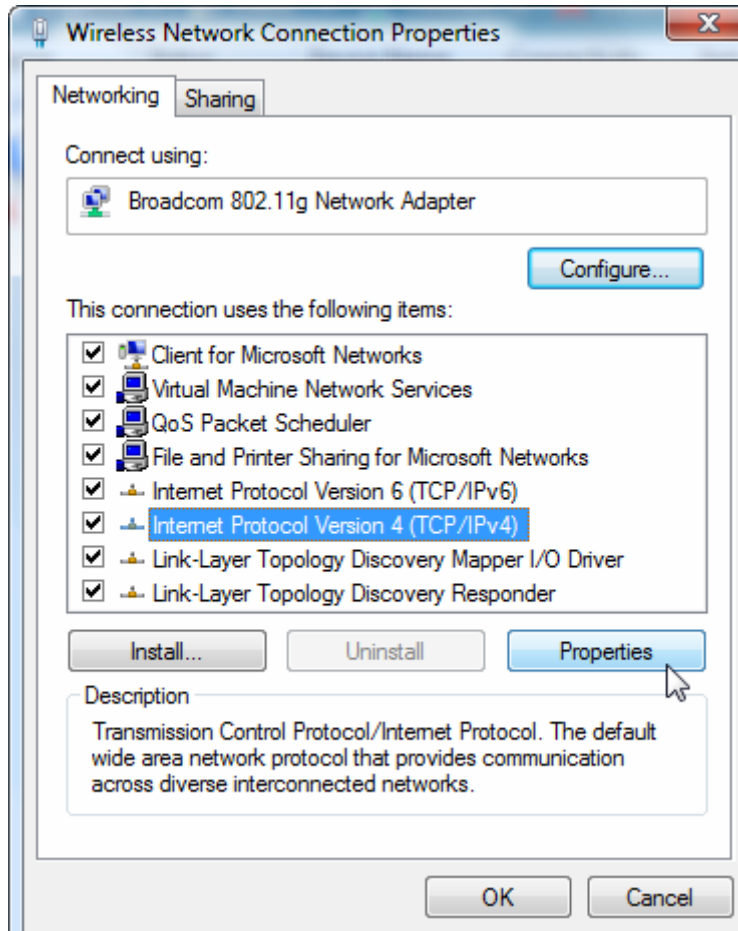 Wireless Network Connection Properties
Networking
Sharing
Connect using:
Broadcom 802.11g Network Adapter
Configure...
This connection uses the following items:
Client for Microsoft Networks
Virtual Machine Network Services
QoS Packet Scheduler
File and Printer Sharing for Microsoft Networks
Internet Protocol Version 6 (TCP/IPv6)
Internet Protocol Version 4 (TCP/IPv4)
Link-Layer Topology Discovery Mapper I/O Driver
Link-Layer Topology Discovery Responder
Install...
Uninstall
Properties
Description
Transmission Control Protocol/Internet Protocol. The default
wide area network protocol that provides communication
across diverse interconnected networks.
OK
Cancel